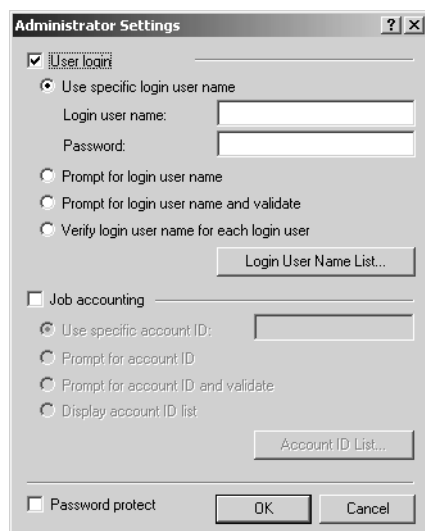 Administrator Settings
User login
Use specific login user name
Login user name:
Password:
Prompt for login user name
Prompt for login user name and validate
Verify login user name for each login user
Login User Name List...
Job accounting
Use specific account ID:
Prompt for account ID
Prompt for account ID and validate
Display account ID list
Account ID List...
Password protect OK Cancel